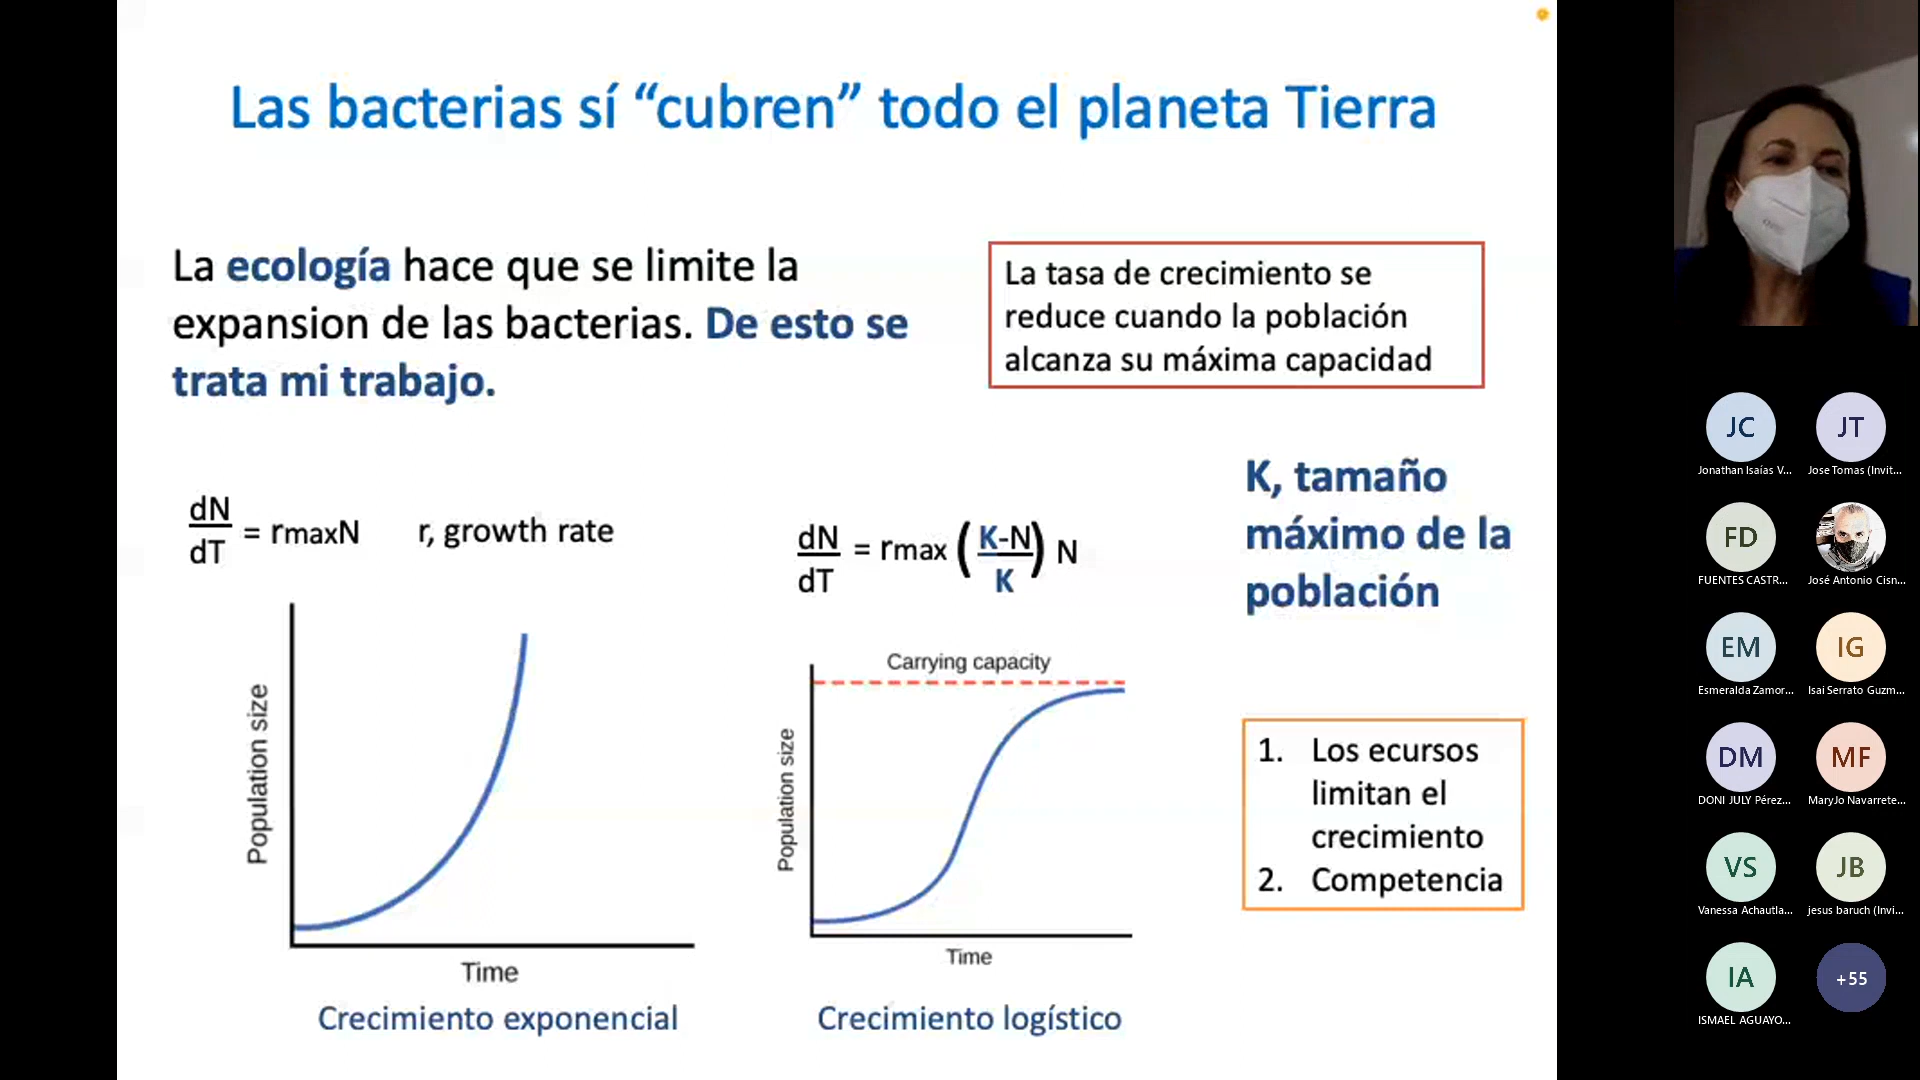 Las bacterias sí “cubren” todo el planeta Tierra
La ecología hace que se limite la
expansion de las bacterias. De esto se
trata mi trabajo.
La tasa de crecimiento se
reduce cuando la población
alcanza su máxima capacidad
dN
dT
= rmaxN
r, growth rate
dN
dT
= rmax
(K-N)
K
N
K, tamaño
máximo de la
población
Population size
Time
Crecimiento exponencial
Carrying capacity
Population size
Time
Crecimiento logístico
1. Los ecursos
limitan el
crecimiento
2. Competencia
JC
Jonathan Isaías V...
JT
Jose Tomas (Invit...
FD
FUENTES CASTR...
José Antonio Cisn...
EM
Esmeralda Zamor...
IG
Isai Serrato Guzm...
DM
DONI JULY Pérez...
MF
MaryJo Navarrete...
VS
Vanessa Achautla...
JB
jesus baruch (Invi...
IA
ISMAEL AGUAYO...
+55